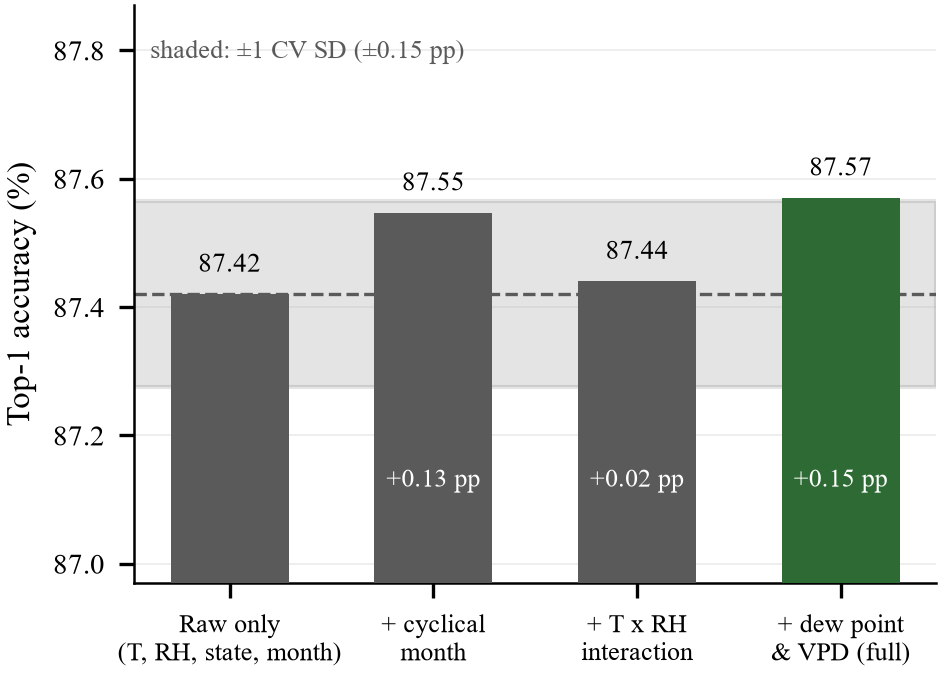 shaded: ±1 CV SD (±0.15 pp)
Top-1 accuracy (%)
87.8
87.6
87.4
87.2
87.0
87.42
87.55
87.44
87.57
+0.13 pp
+0.02 pp
+0.15 pp
Raw only
(T, RH, state, month)
+ cyclical
month
+ T x RH
interaction
+ dew point
& VPD (full)